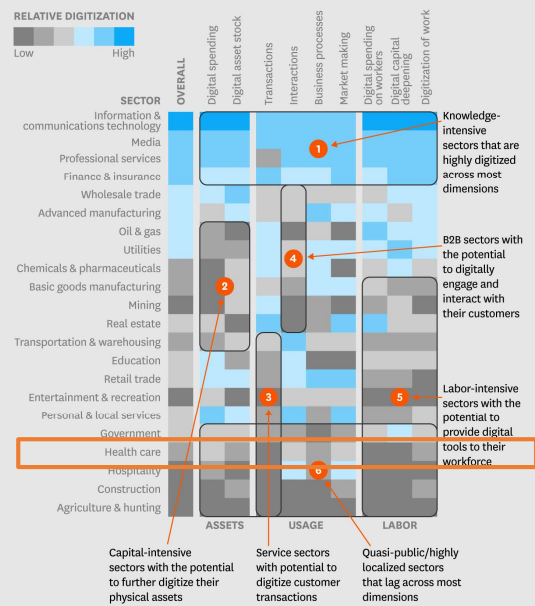 RELATIVE DIGITIZATION
Low
High
SECTOR
OVERALL
Digital spending
Digital asset stock
Transactions
Interactions
Business processes
Market making
Digital spending
on workers
Digital capital
deepening
Digitization of work
Information &
communications technology
Media
Professional services
Finance & insurance
Wholesale trade
Advanced manufacturing
Oil & gas
Utilities
Chemicals & pharmaceuticals
Basic goods manufacturing
Mining
Real estate
Transportation & warehousing
Education
Retail trade
Entertainment & recreation
Personal & local services
Government
Health care
Hospitality
Construction
Agriculture & hunting
1
2
3
4
5
6
Knowledge-
intensive
sectors that are
highly digitized
across most
dimensions
B2B sectors with
the potential
to digitally
engage and
interact with
their customers
Labor-intensive
sectors with the
potential to
provide digital
tools to their
workforce
ASSETS
USAGE
LABOR
Capital-intensive
sectors with the potential
to further digitize their
physical assets
Service sectors
with potential to
digitize customer
transactions
Quasi-public/highly
localized sectors
that lag across most
dimensions